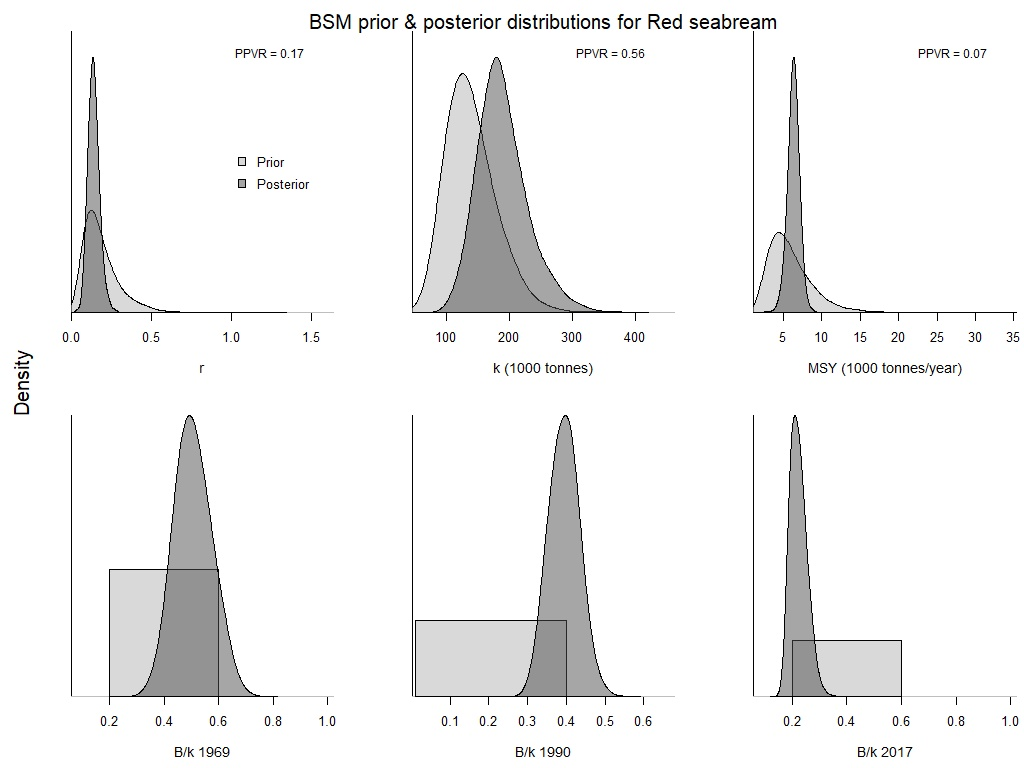 BSM prior & posterior distributions for Red seabream
PPVR = 0.17
PPVR = 0.56
PPVR = 0.07
Prior
Posterior
0.0 0.5 1.0 1.5
100 200 300 400
5 10 15 20 25 30 35
r
k (1000 tonnes)
MSY (1000 tonnes/year)
Density
0.2 0.4 0.6 0.8 1.0
0.1 0.2 0.3 0.4 0.5 0.6
0.2 0.4 0.6 0.8 1.0
B/k 1969
B/k 1990
B/k 2017